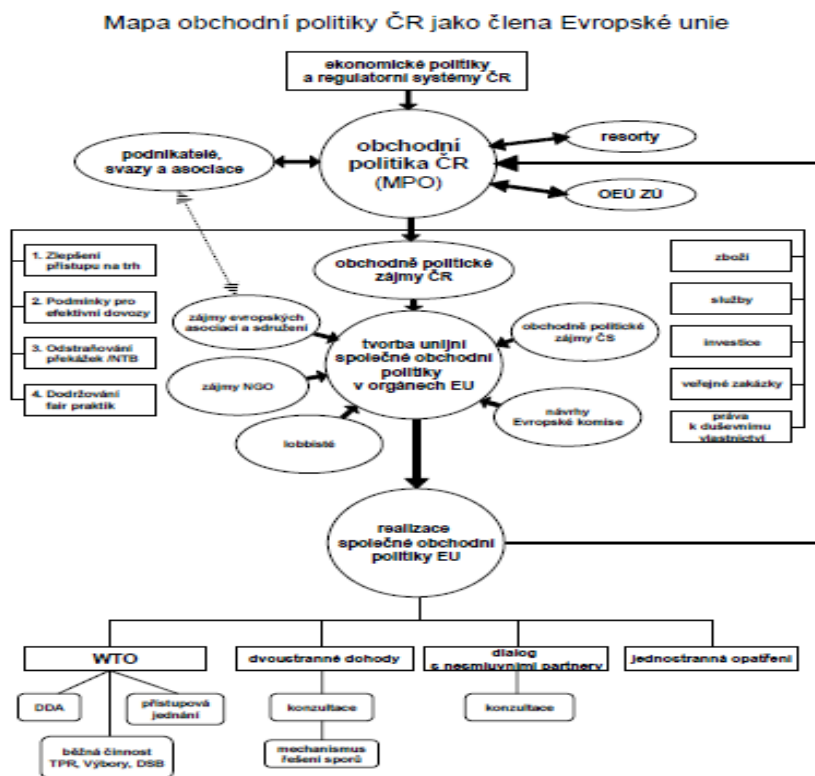 Mapa obchodní politiky ČR jako člena Evropské unie
ekonomické politiky
a regulatorní systémy ČR
obchodní
politika ČR
(MPO)
resorty
podnikatelé,
svazy a asociace
OEÚ ZÚ
1. Zlepšení
přístupu na trh
2. Podmínky pro
efektivní dovozy
3. Odstraňování
překážek /NTB
4. Dodržování
fair praktik
obchodně politické
zájmy ČR
zboží
služby
investice
veřejné zakázky
práva
k duševnímu
vlastnictví
zájmy evropských
asociací a sdružení
tvorba unijní
společné obchodní
politiky
v orgánech EU
obchodně politické
zájmy ČS
zájmy NGO
návrhy
Evropské komise
lobbisté
realizace
společné obchodní
politiky EU
WTO
dvoustranné dohody
dialog
s nesmluvními partnery
jednostranná opatření
DDA
přístupová
jednání
běžná činnost
TPR, Výbory, DSB
konzultace
mechanismus
řešení sporů
konzultace